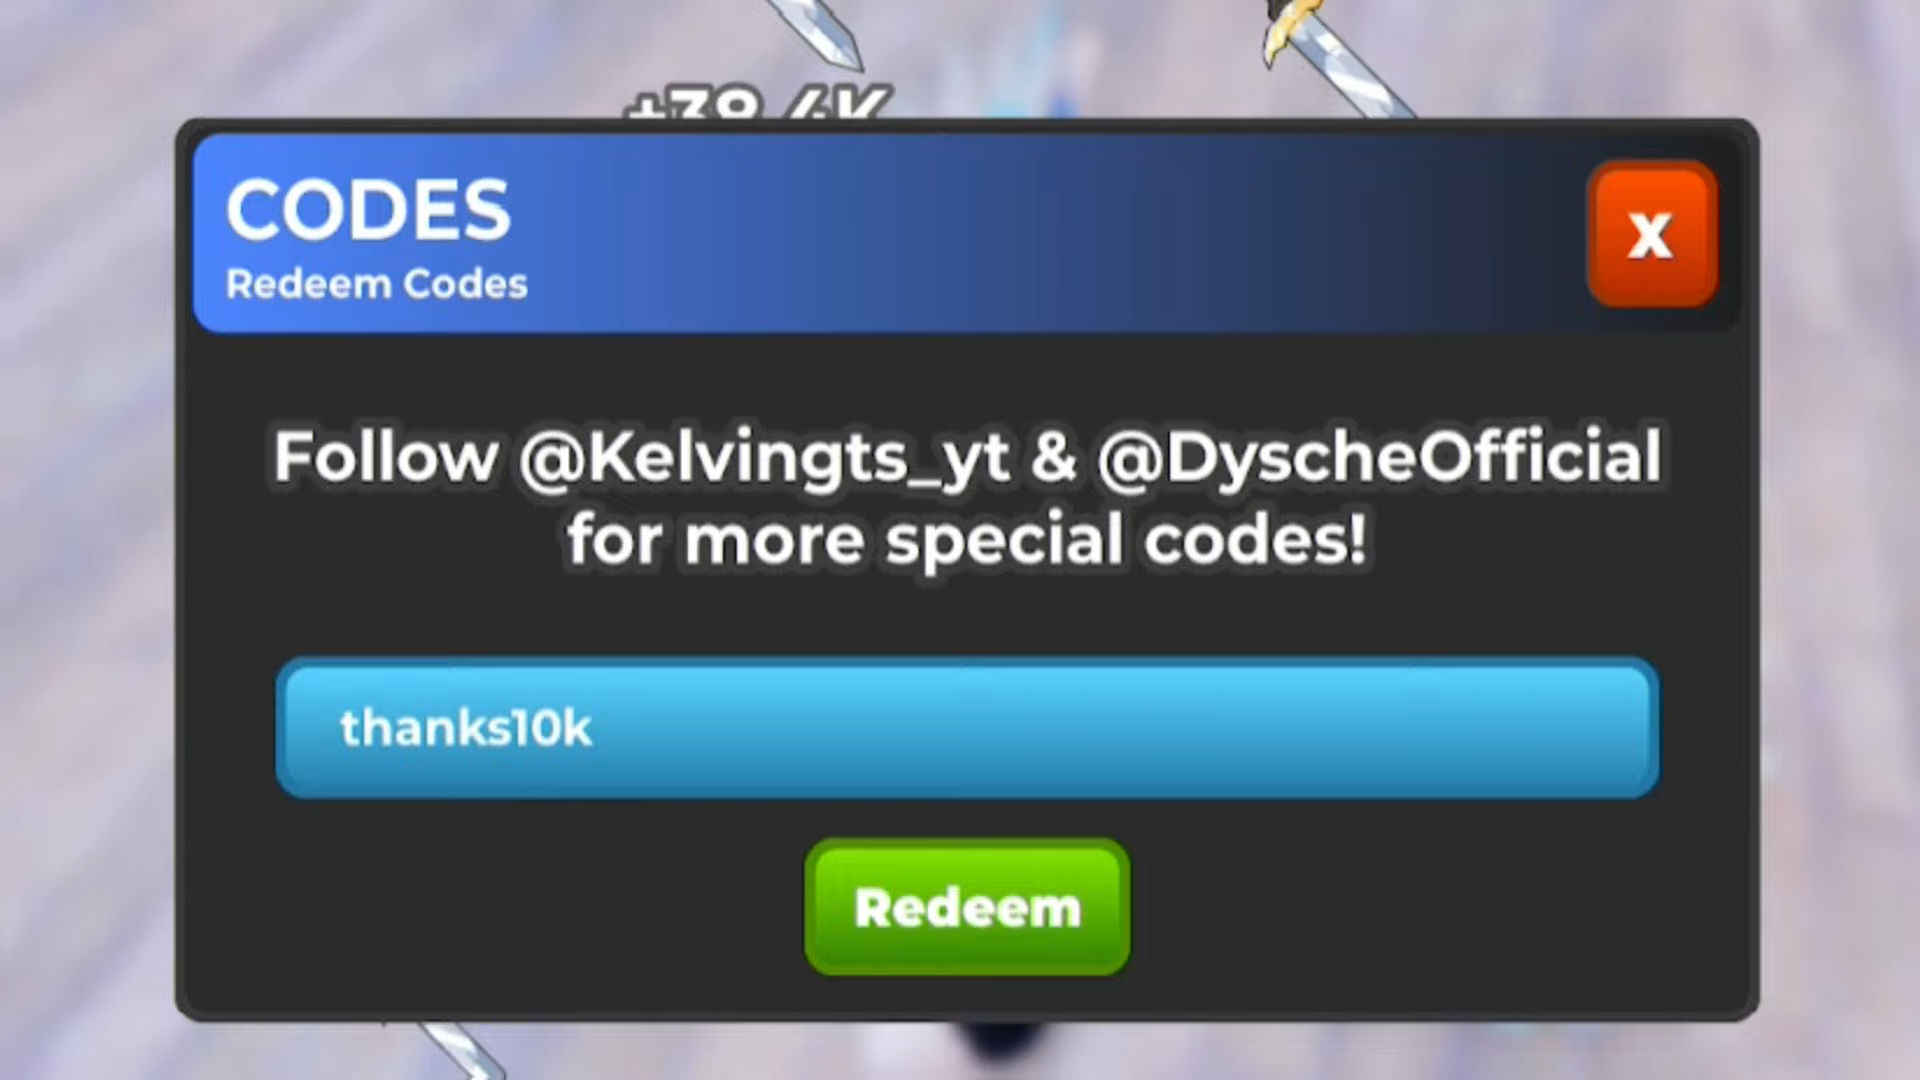 CODES
X
Redeem Codes
Follow @Kelvingts_yt & @DyscheOfficial
for more special codes!
thanks10k
Redeem